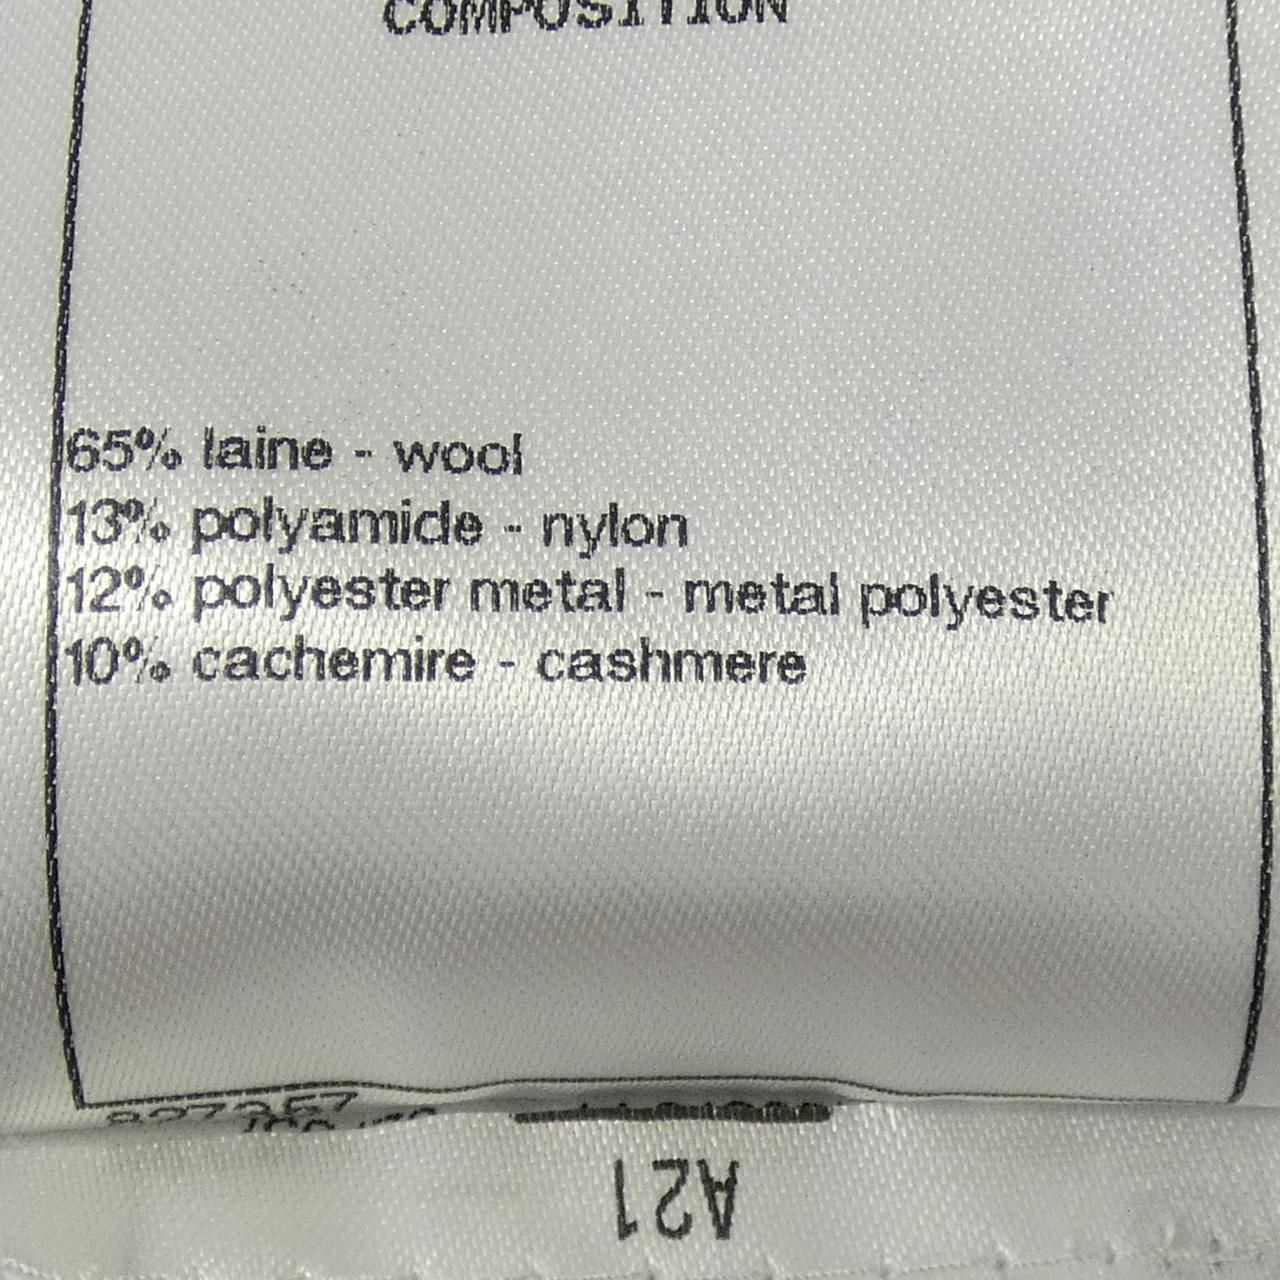 COMPOSITION
65% laine - wool
13% polyamide - nylon
12% polyester metal - metal polyester
10% cachemire - cashmere
A21